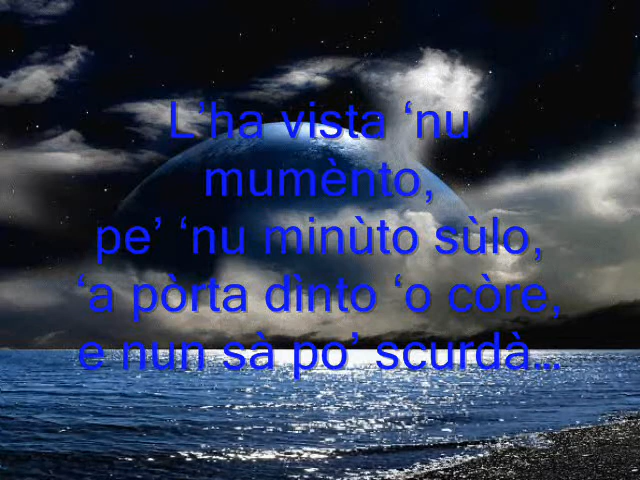 L’ha vista ‘nu
mumènto,
pe’ ‘nu minùto sùlo,
‘a pòrta dìnto ‘o còre,
e nun sà po’ scurdà...